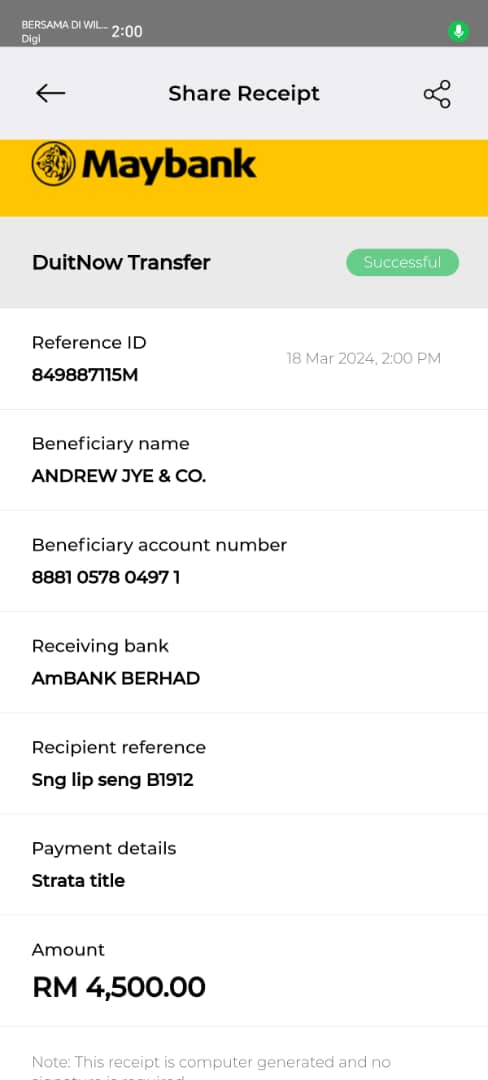 BERSAMA DI WIL... 2:00
Digi
Share Receipt
Maybank
DuitNow Transfer Successful
Reference ID
849887115M
18 Mar 2024, 2:00 PM
Beneficiary name
ANDREW JYE & CO.
Beneficiary account number
8881 0578 0497 1
Receiving bank
AmBANK BERHAD
Recipient reference
Sng lip seng B1912
Payment details
Strata title
Amount
RM 4,500.00
Note: This receipt is computer generated and no
signature is required.